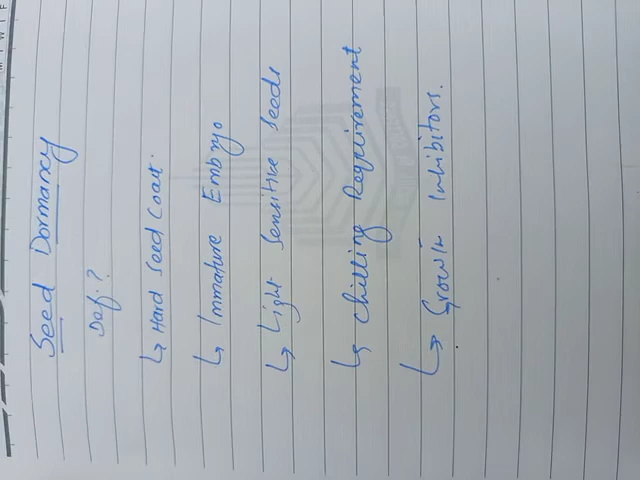 Seed Dormancy
Def.?
↳ Hard Seed Coat.
↳ Immature Embryo
↳ Light Sensitive Seeds
↳ Chilling Requirement
↳ Growth Inhibitors.